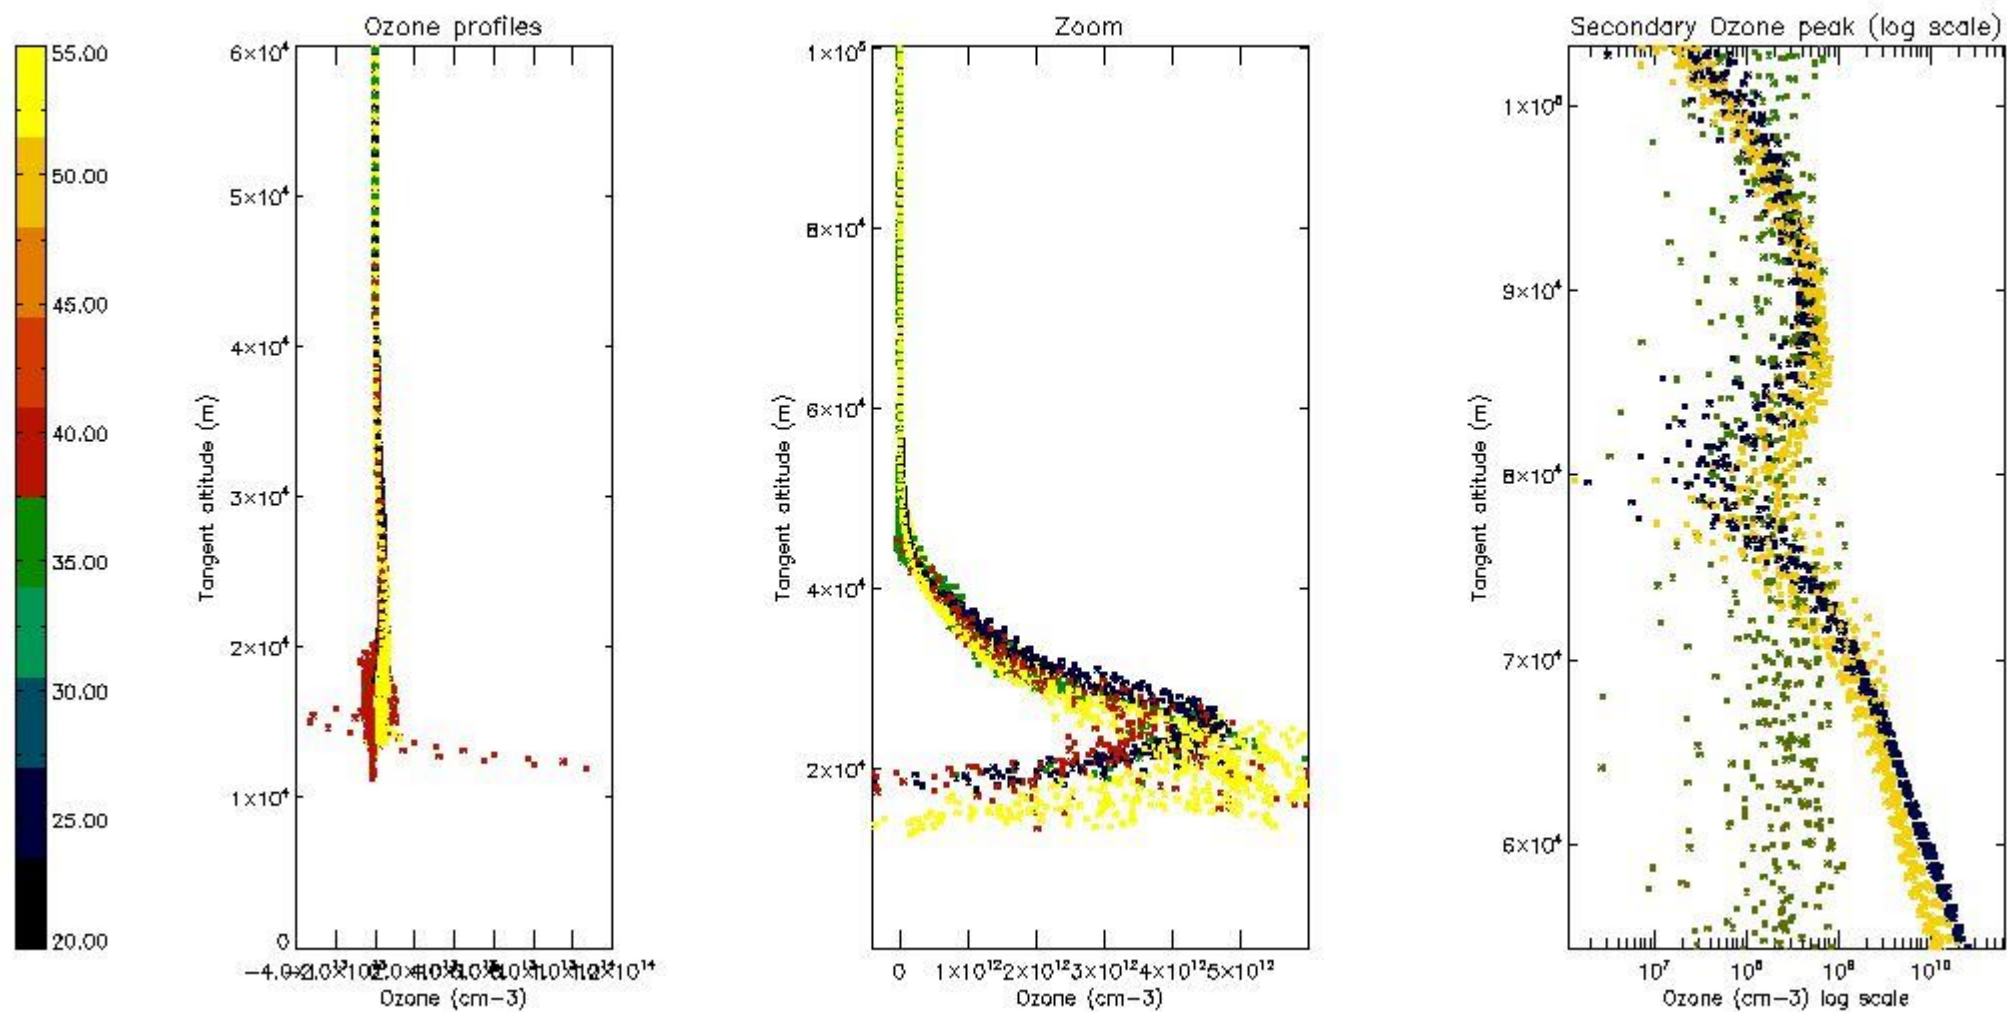 Ozone profiles
Zoom
Secondary Ozone peak (log scale)
55.00
50.00
45.00
40.00
35.00
30.00
25.00
20.00
6×10⁴
5×10⁴
4×10⁴
3×10⁴
2×10⁴
1×10⁴
0
Tangent altitude (m)
Ozone (cm-3)
1×10⁵
8×10⁴
6×10⁴
4×10⁴
2×10⁴
Tangent altitude (m)
0 1×10¹² 2×10¹² 3×10¹² 4×10¹² 5×10¹²
Ozone (cm-3)
9×10⁴
8×10⁴
7×10⁴
6×10⁴
Tangent altitude (m)
10⁷ 10⁸ 10⁹ 10¹⁰
Ozone (cm-3) log scale